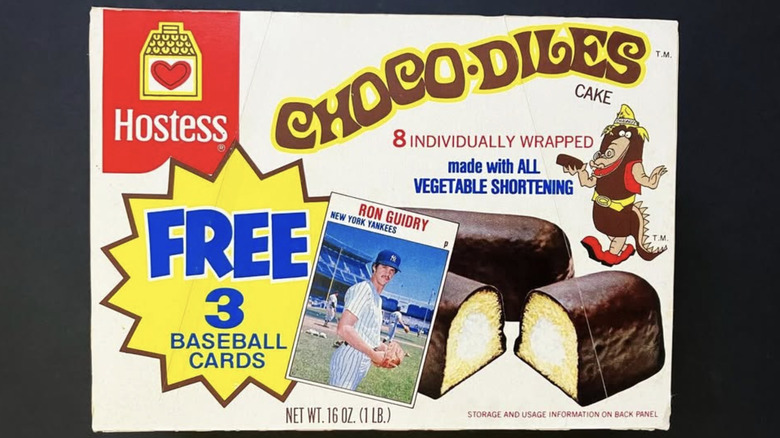 Hostess®
CHOCO·DILES T.M.
CAKE
8 INDIVIDUALLY WRAPPED
made with ALL
VEGETABLE SHORTENING
T.M.
FREE
3
BASEBALL
CARDS
RON GUIDRY
NEW YORK YANKEES
P
NET WT. 16 OZ. (1 LB.)
STORAGE AND USAGE INFORMATION ON BACK PANEL